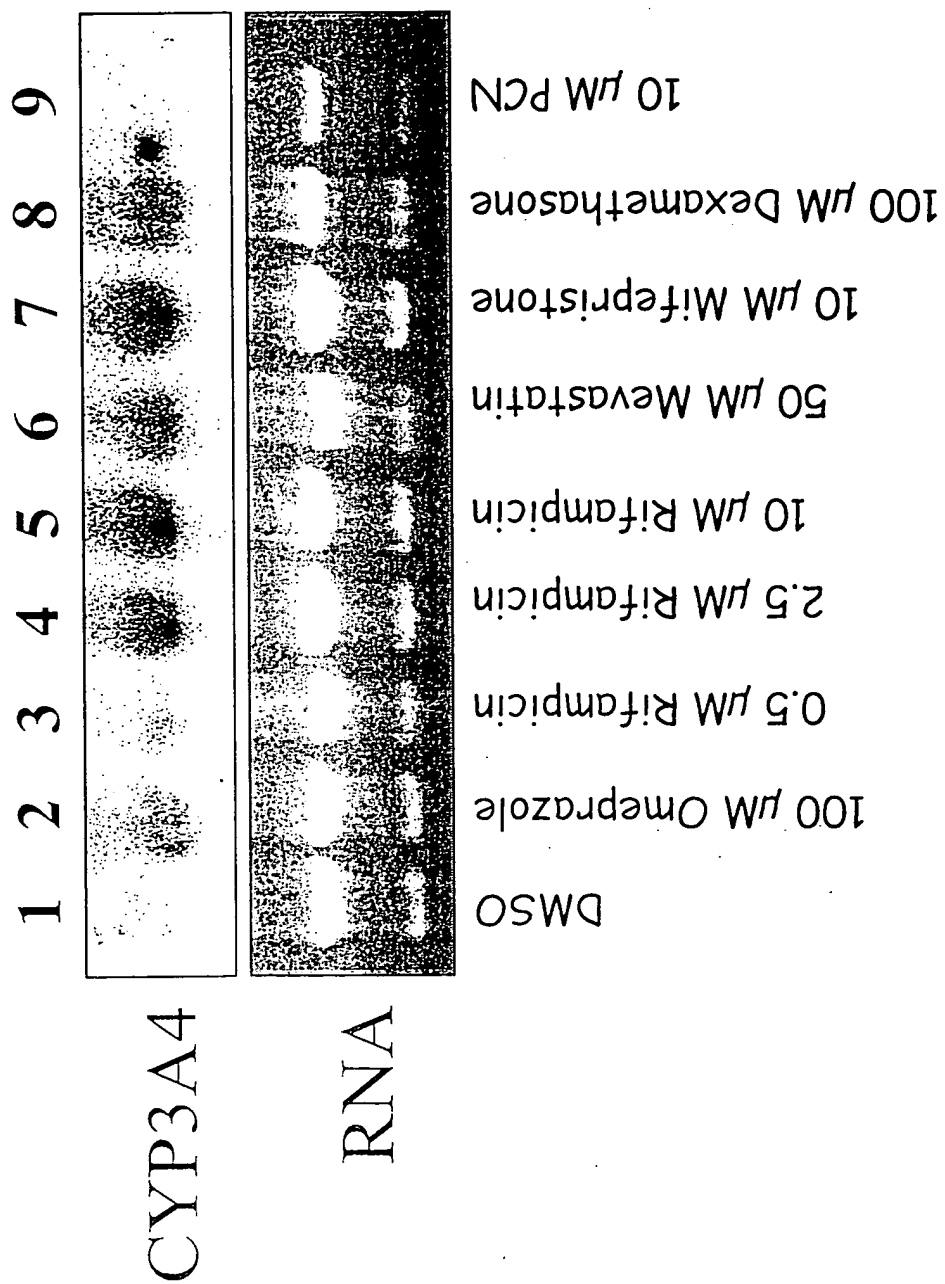 1 2 3 4 5 6 7 8 9
CYP3A4
RNA
DMSO
100 µM Omeprazole
0.5 µM Rifampicin
2.5 µM Rifampicin
10 µM Rifampicin
50 µM Mevastatin
10 µM Mifepristone
100 µM Dexamethasone
10 µM PCN